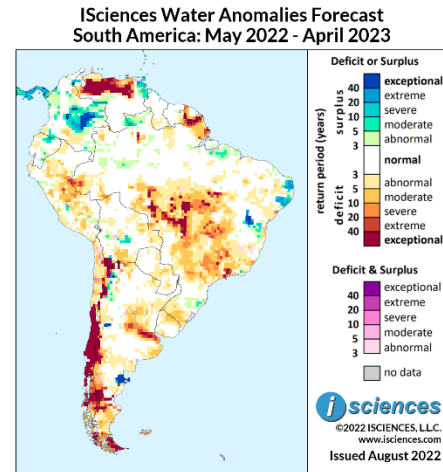 ISciences Water Anomalies Forecast
South America: May 2022 - April 2023
Deficit or Surplus
return period (years)
surplus
deficit
40 exceptional
20 extreme
10 severe
5 moderate
3 abnormal
normal
3 abnormal
5 moderate
10 severe
20 extreme
40 exceptional
Deficit & Surplus
40 exceptional
20 extreme
10 severe
5 moderate
3 abnormal
no data
i sciences
©2022 ISCIENCES, L.L.C.
www.isciences.com
Issued August 2022